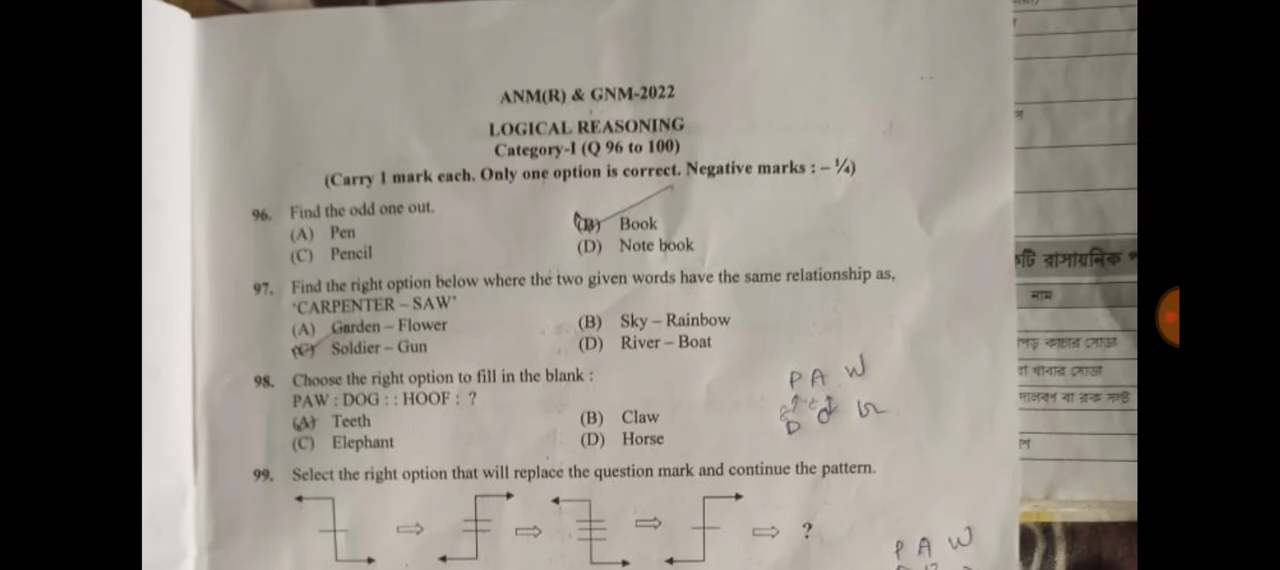 ANM(R) & GNM-2022
LOGICAL REASONING
Category-I (Q 96 to 100)
(Carry 1 mark each. Only one option is correct. Negative marks : – ¼)
96. Find the odd one out.
(A) Pen (B) Book
(C) Pencil (D) Note book
97. Find the right option below where the two given words have the same relationship as,
‘CARPENTER – SAW’
(A) Garden – Flower (B) Sky – Rainbow
(C) Soldier – Gun (D) River – Boat
98. Choose the right option to fill in the blank :
PAW : DOG : : HOOF : ?
(A) Teeth (B) Claw
(C) Elephant (D) Horse
P A W
D
99. Select the right option that will replace the question mark and continue the pattern.
?
P A W
রাসায়নিক
নাম